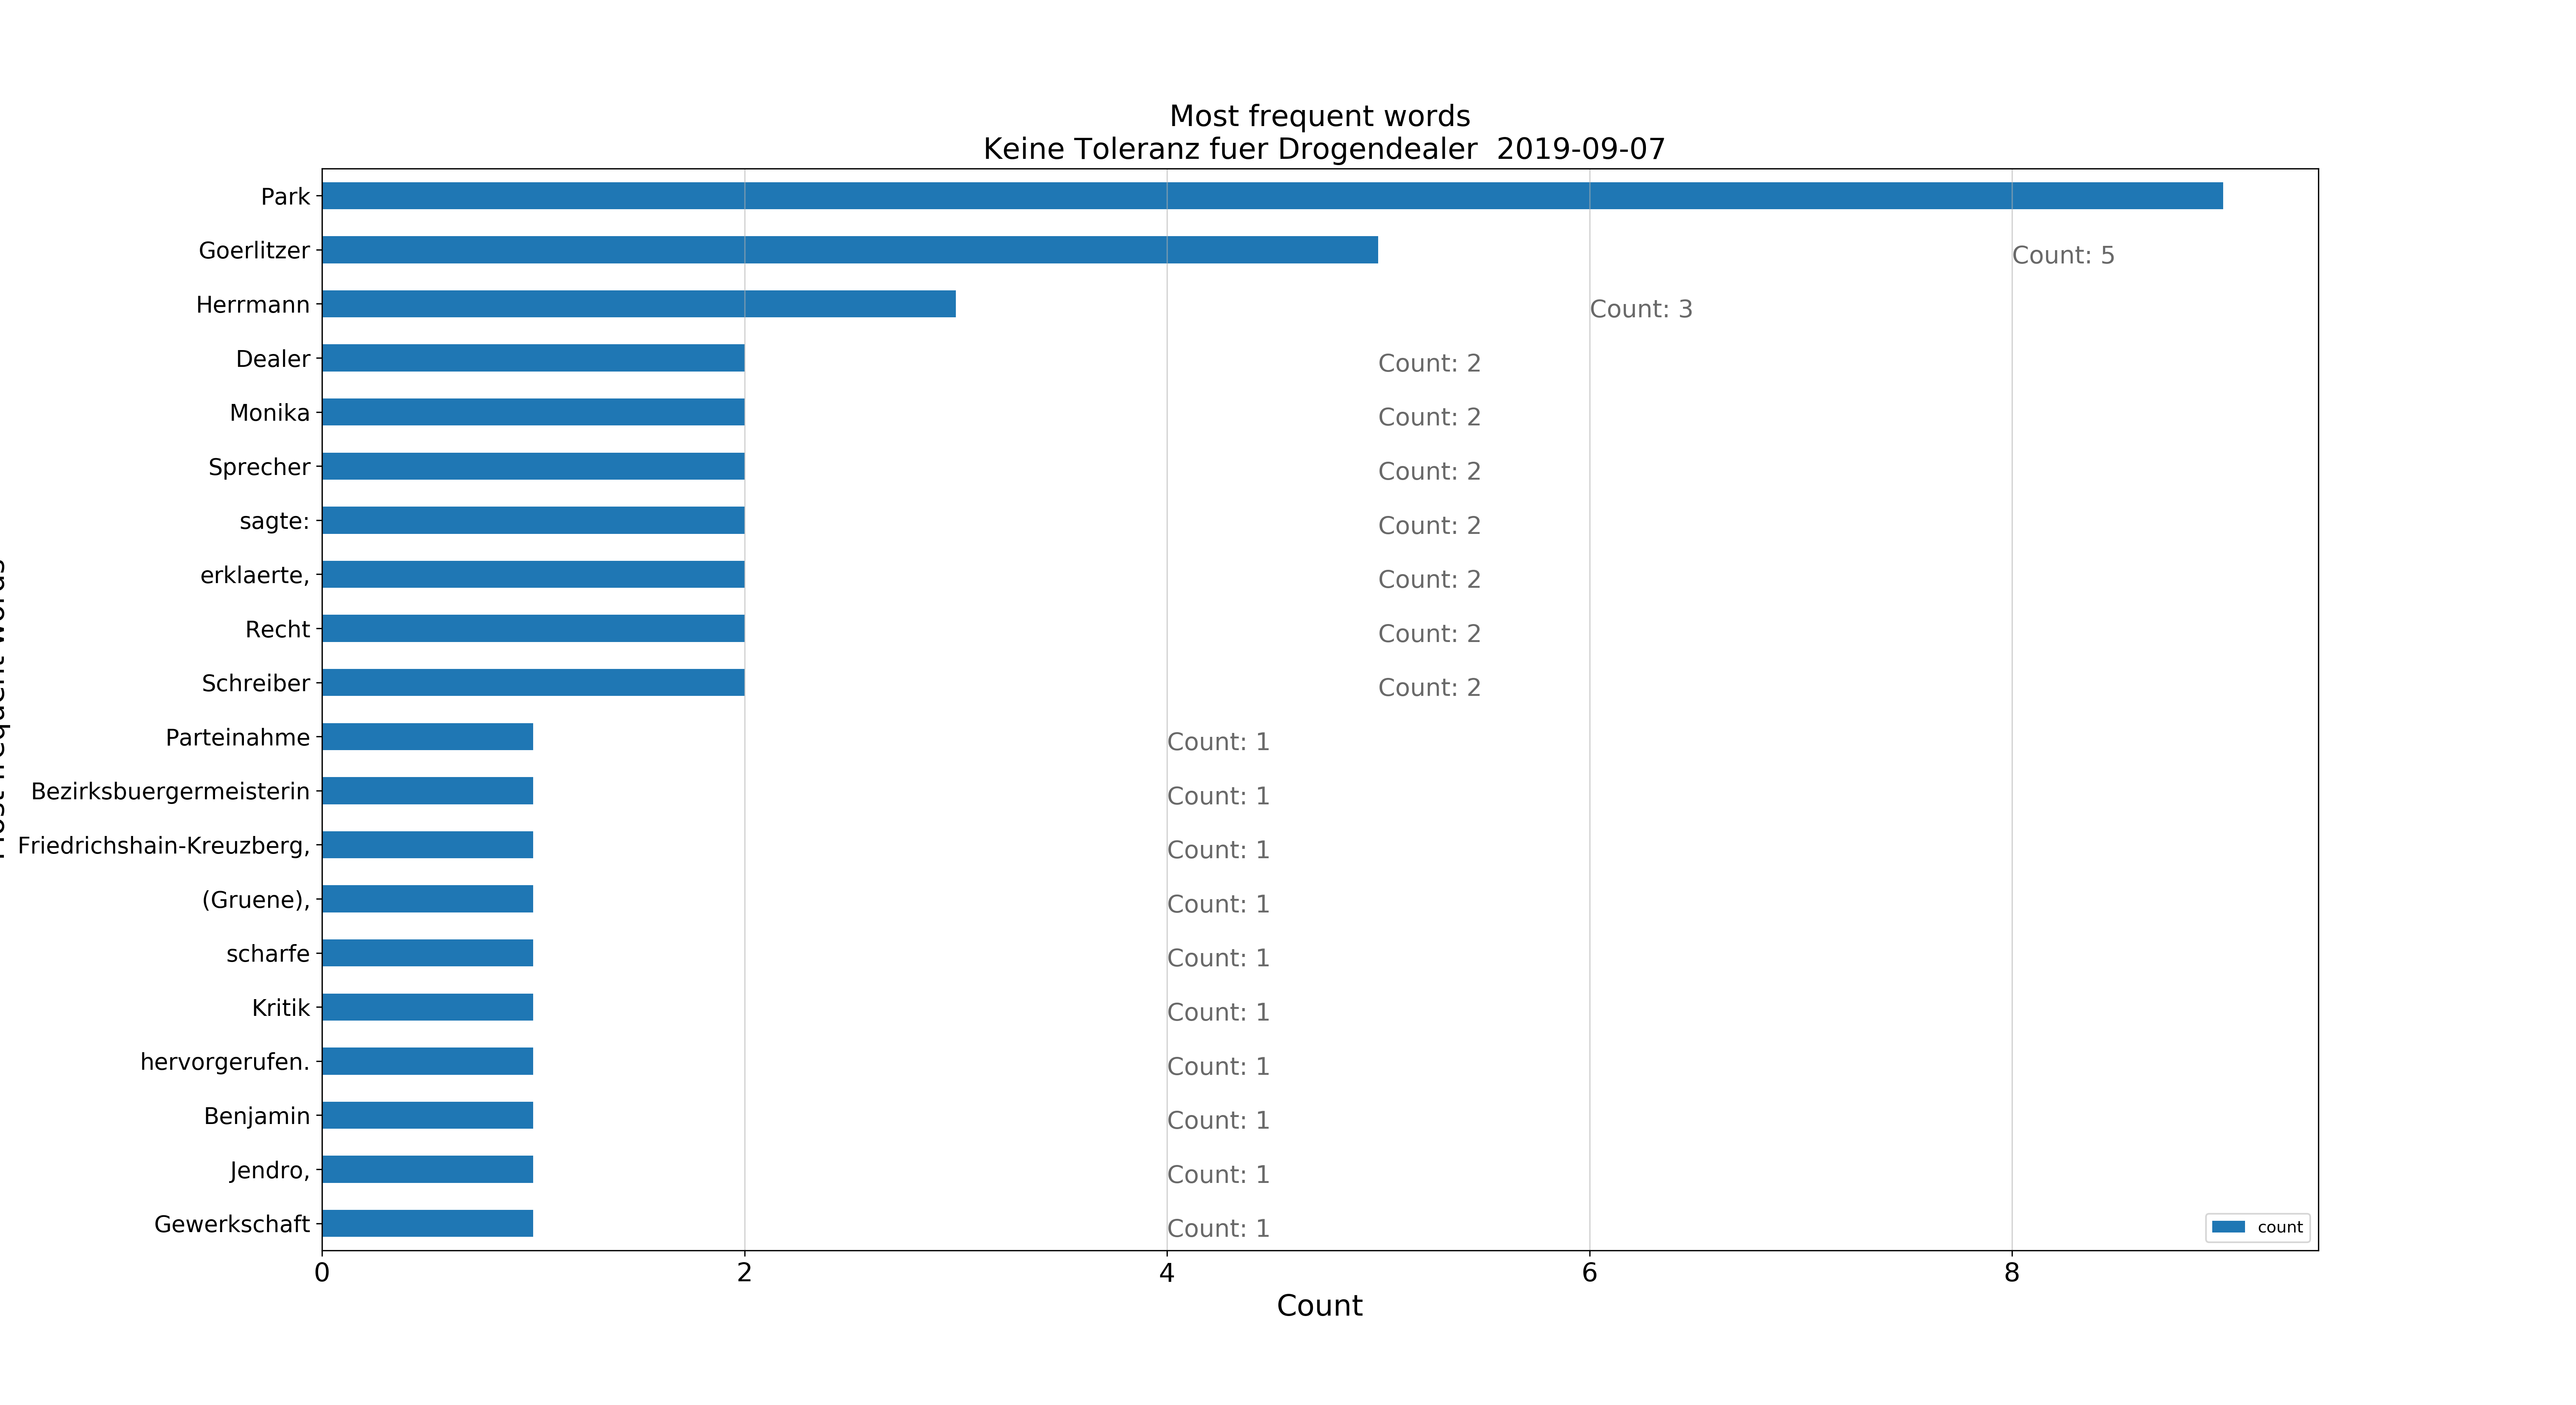 Most frequent words
Keine Toleranz fuer Drogendealer  2019-09-07
Park
Goerlitzer
Count: 5
Herrmann
Count: 3
Dealer
Count: 2
Monika
Count: 2
Sprecher
Count: 2
sagte:
Count: 2
erklaerte,
Count: 2
Recht
Count: 2
Schreiber
Count: 2
Parteinahme
Count: 1
Bezirksbuergermeisterin
Count: 1
Friedrichshain-Kreuzberg,
Count: 1
(Gruene),
Count: 1
scharfe
Count: 1
Kritik
Count: 1
hervorgerufen.
Count: 1
Benjamin
Count: 1
Jendro,
Count: 1
Gewerkschaft
Count: 1
count
0 2 4 6 8
Count
Most frequent words